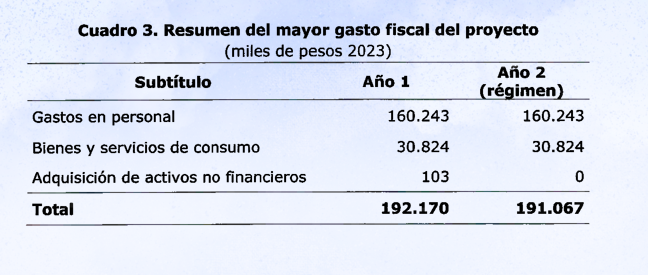 Cuadro 3. Resumen del mayor gasto fiscal del proyecto
(miles de pesos 2023)
Subtítulo Año 1 Año 2 (régimen)
Gastos en personal 160.243 160.243
Bienes y servicios de consumo 30.824 30.824
Adquisición de activos no financieros 103 0
Total 192.170 191.067